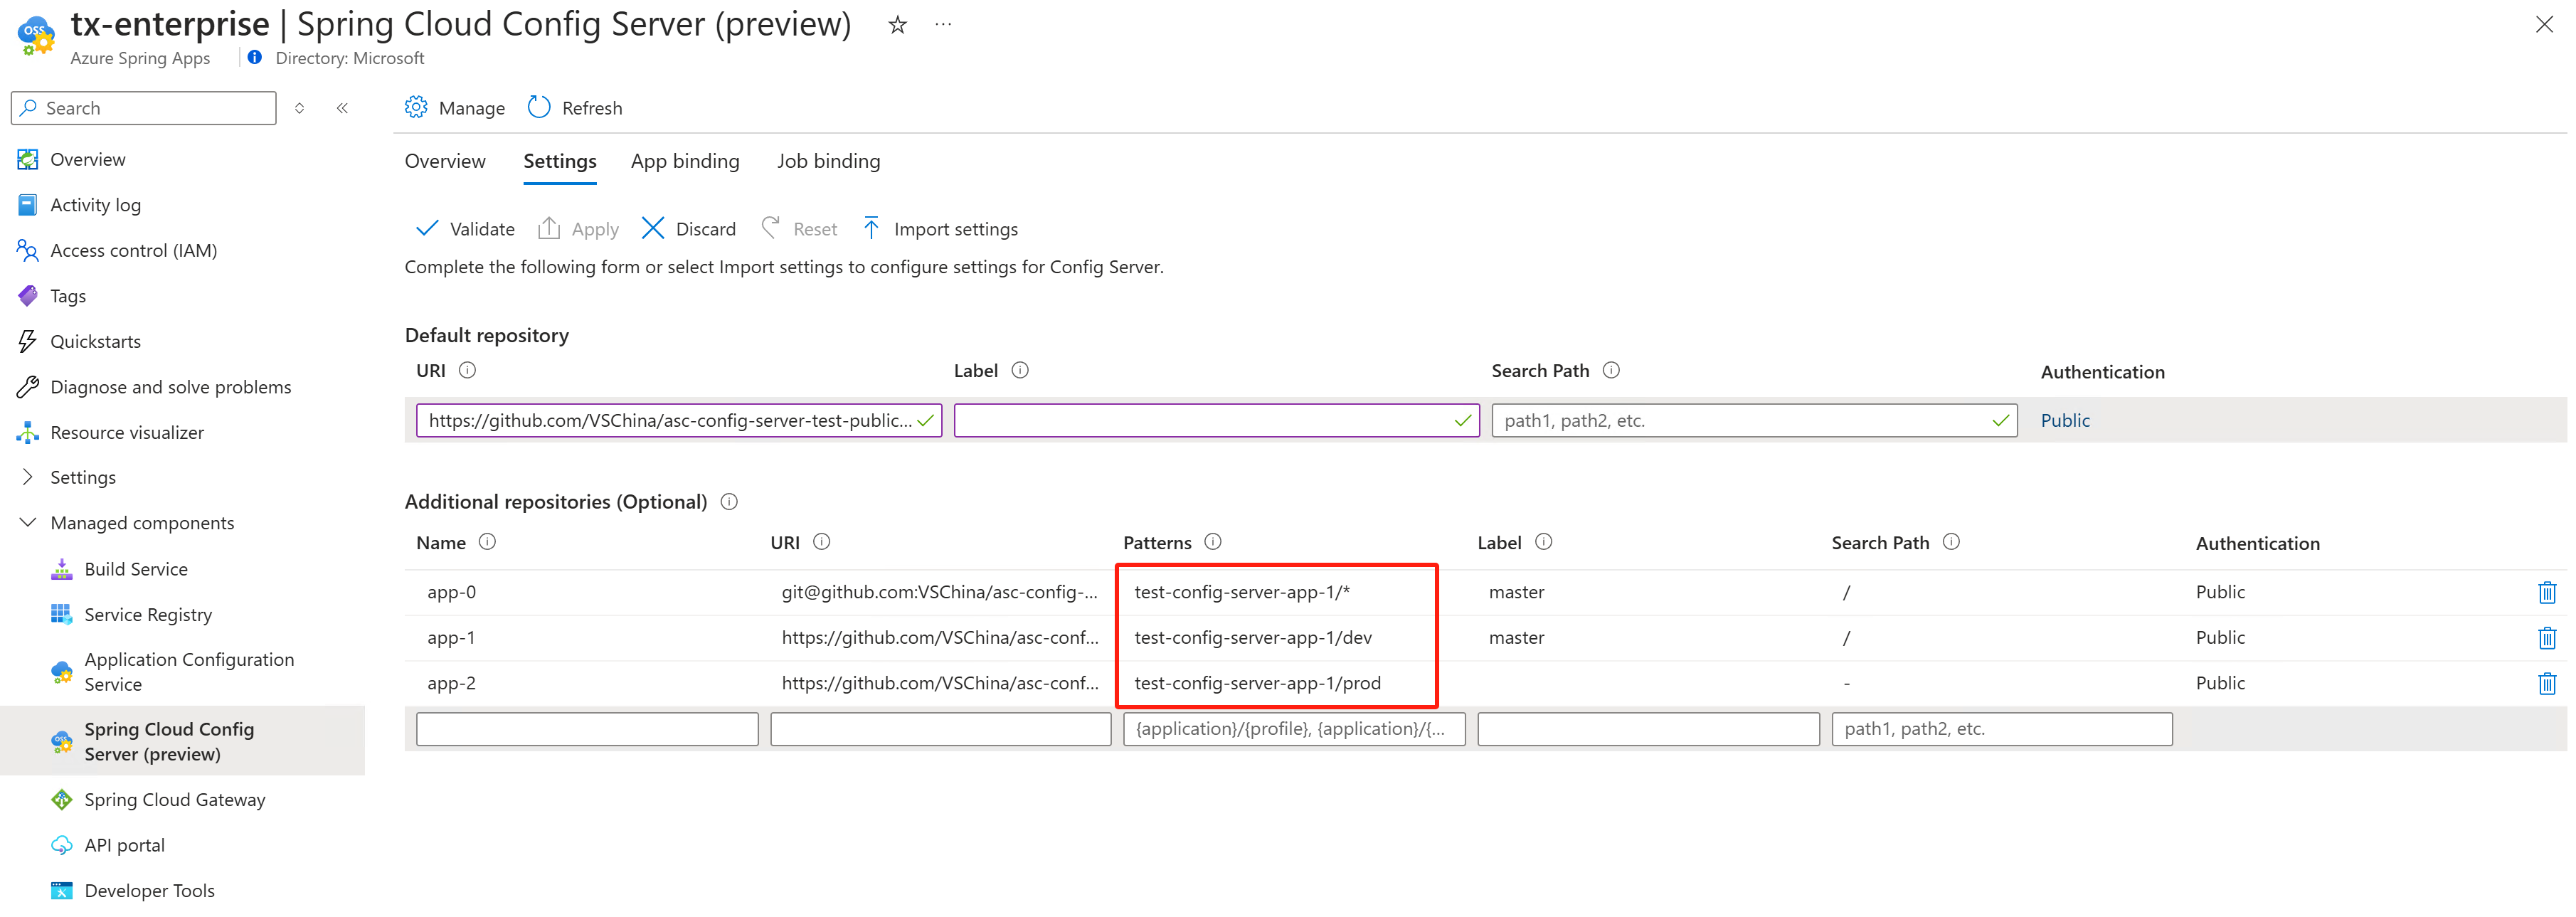 tx-enterprise | Spring Cloud Config Server (preview) ☆ ···
Azure Spring Apps Directory: Microsoft
Search
Overview
Activity log
Access control (IAM)
Tags
Quickstarts
Diagnose and solve problems
Resource visualizer
Settings
Managed components
Build Service
Service Registry
Application Configuration
Service
Spring Cloud Config
Server (preview)
Spring Cloud Gateway
API portal
Developer Tools
Manage Refresh
Overview Settings App binding Job binding
Validate Apply Discard Reset Import settings
Complete the following form or select Import settings to configure settings for Config Server.
Default repository
URI Label Search Path Authentication
https://github.com/VSChina/asc-config-server-test-public... path1, path2, etc. Public
Additional repositories (Optional)
Name URI Patterns Label Search Path Authentication
app-0 git@github.com:VSChina/asc-config-... test-config-server-app-1/* master / Public
app-1 https://github.com/VSChina/asc-conf... test-config-server-app-1/dev master / Public
app-2 https://github.com/VSChina/asc-conf... test-config-server-app-1/prod - Public
{application}/{profile}, {application}/{... path1, path2, etc.